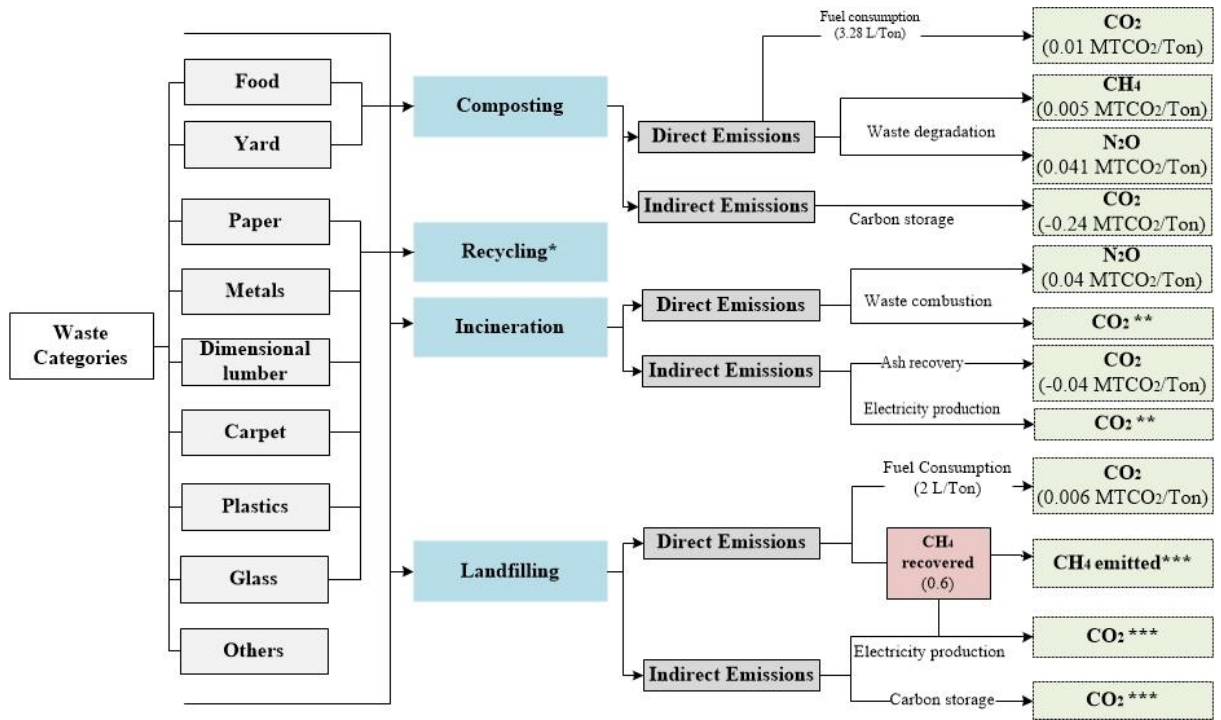 Waste
Categories
Food
Yard
Paper
Metals
Dimensional
lumber
Carpet
Plastics
Glass
Others
Composting
Recycling*
Incineration
Landfilling
Direct Emissions
Indirect Emissions
Direct Emissions
Indirect Emissions
Direct Emissions
Indirect Emissions
Fuel consumption
(3.28 L/Ton)
Waste degradation
Carbon storage
Waste combustion
Ash recovery
Electricity production
Fuel Consumption
(2 L/Ton)
CH₄
recovered
(0.6)
Electricity production
Carbon storage
CO₂
(0.01 MTCO₂/Ton)
CH₄
(0.005 MTCO₂/Ton)
N₂O
(0.041 MTCO₂/Ton)
CO₂
(-0.24 MTCO₂/Ton)
N₂O
(0.04 MTCO₂/Ton)
CO₂ **
CO₂
(-0.04 MTCO₂/Ton)
CO₂ **
CO₂
(0.006 MTCO₂/Ton)
CH₄ emitted***
CO₂ ***
CO₂ ***